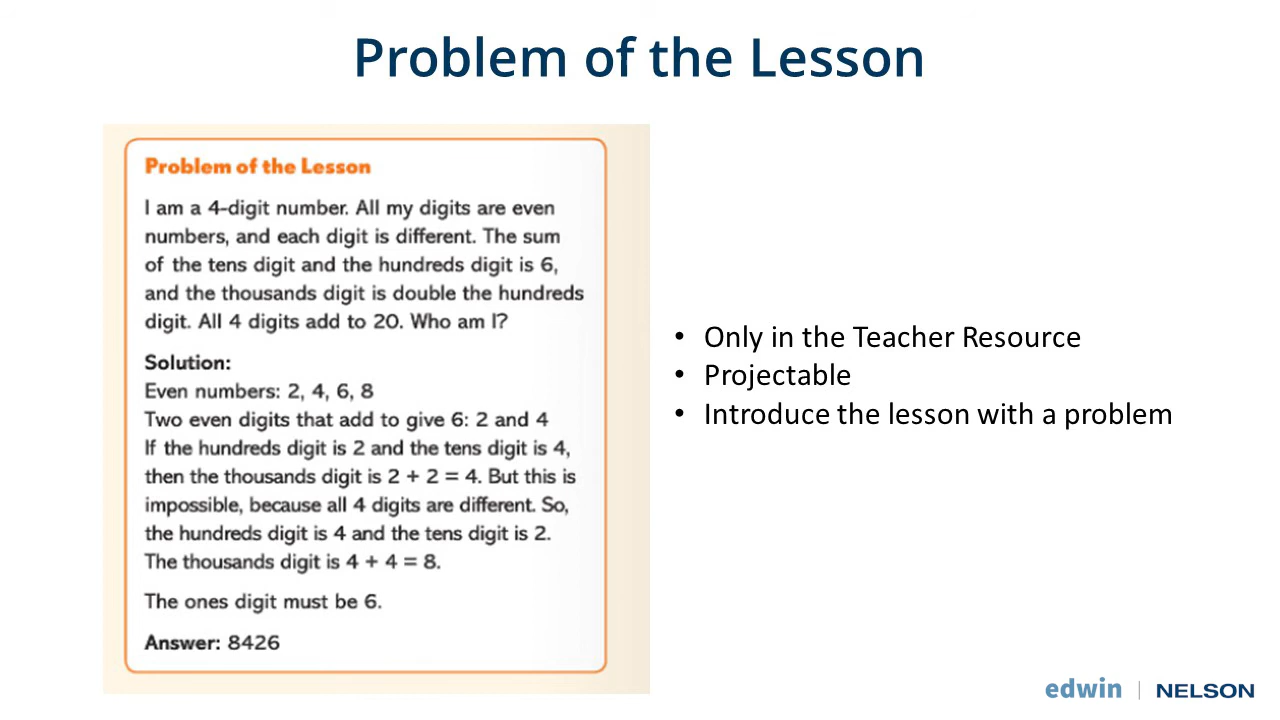 Problem of the Lesson
Problem of the Lesson
I am a 4-digit number. All my digits are even
numbers, and each digit is different. The sum
of the tens digit and the hundreds digit is 6,
and the thousands digit is double the hundreds
digit. All 4 digits add to 20. Who am I?
Solution:
Even numbers: 2, 4, 6, 8
Two even digits that add to give 6: 2 and 4
If the hundreds digit is 2 and the tens digit is 4,
then the thousands digit is 2 + 2 = 4. But this is
impossible, because all 4 digits are different. So,
the hundreds digit is 4 and the tens digit is 2.
The thousands digit is 4 + 4 = 8.
The ones digit must be 6.
Answer: 8426
• Only in the Teacher Resource
• Projectable
• Introduce the lesson with a problem
edwin | NELSON